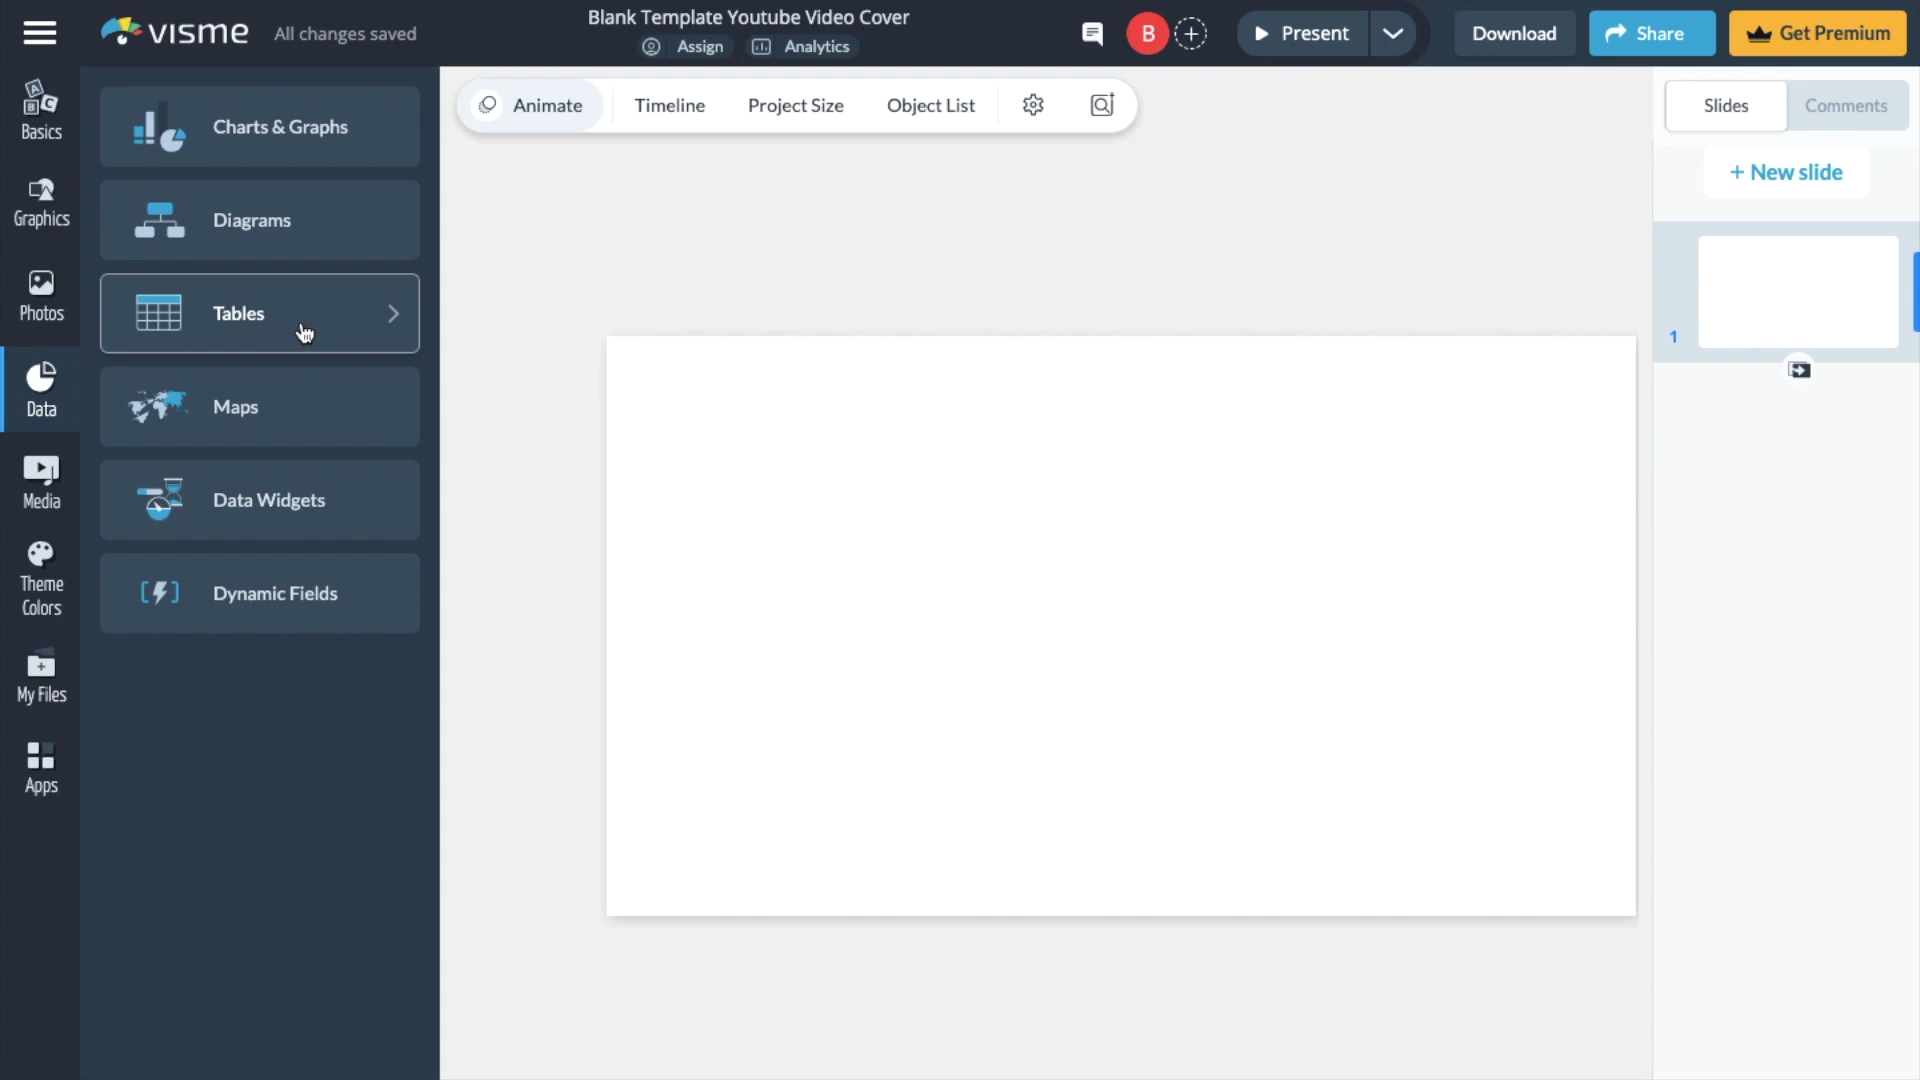 visme
All changes saved
Blank Template Youtube Video Cover
Assign
Analytics
B
Present
Download
Share
Get Premium
A
B
C
Basics
Graphics
Photos
Data
Media
Theme
Colors
My Files
Apps
Charts & Graphs
Diagrams
Tables
Maps
Data Widgets
Dynamic Fields
Animate
Timeline
Project Size
Object List
Slides
Comments
+ New slide
1